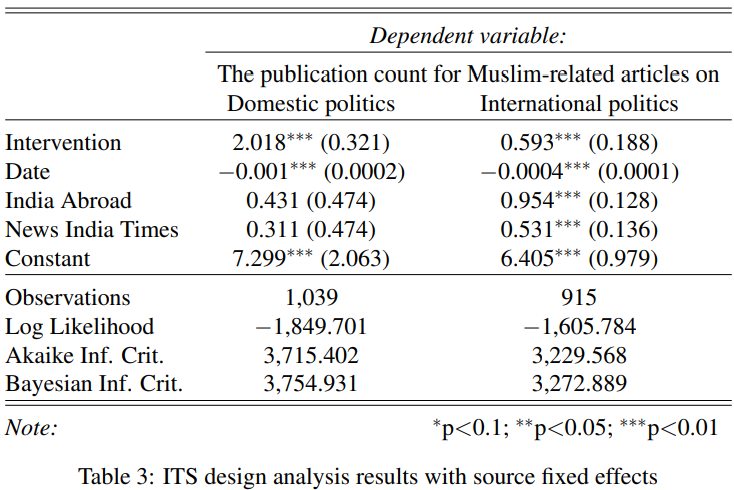 Dependent variable:
The publication count for Muslim-related articles on
Domestic politics International politics
Intervention 2.018*** (0.321) 0.593*** (0.188)
Date −0.001*** (0.0002) −0.0004*** (0.0001)
India Abroad 0.431 (0.474) 0.954*** (0.128)
News India Times 0.311 (0.474) 0.531*** (0.136)
Constant 7.299*** (2.063) 6.405*** (0.979)
Observations 1,039 915
Log Likelihood −1,849.701 −1,605.784
Akaike Inf. Crit. 3,715.402 3,229.568
Bayesian Inf. Crit. 3,754.931 3,272.889
Note: *p<0.1; **p<0.05; ***p<0.01
Table 3: ITS design analysis results with source fixed effects